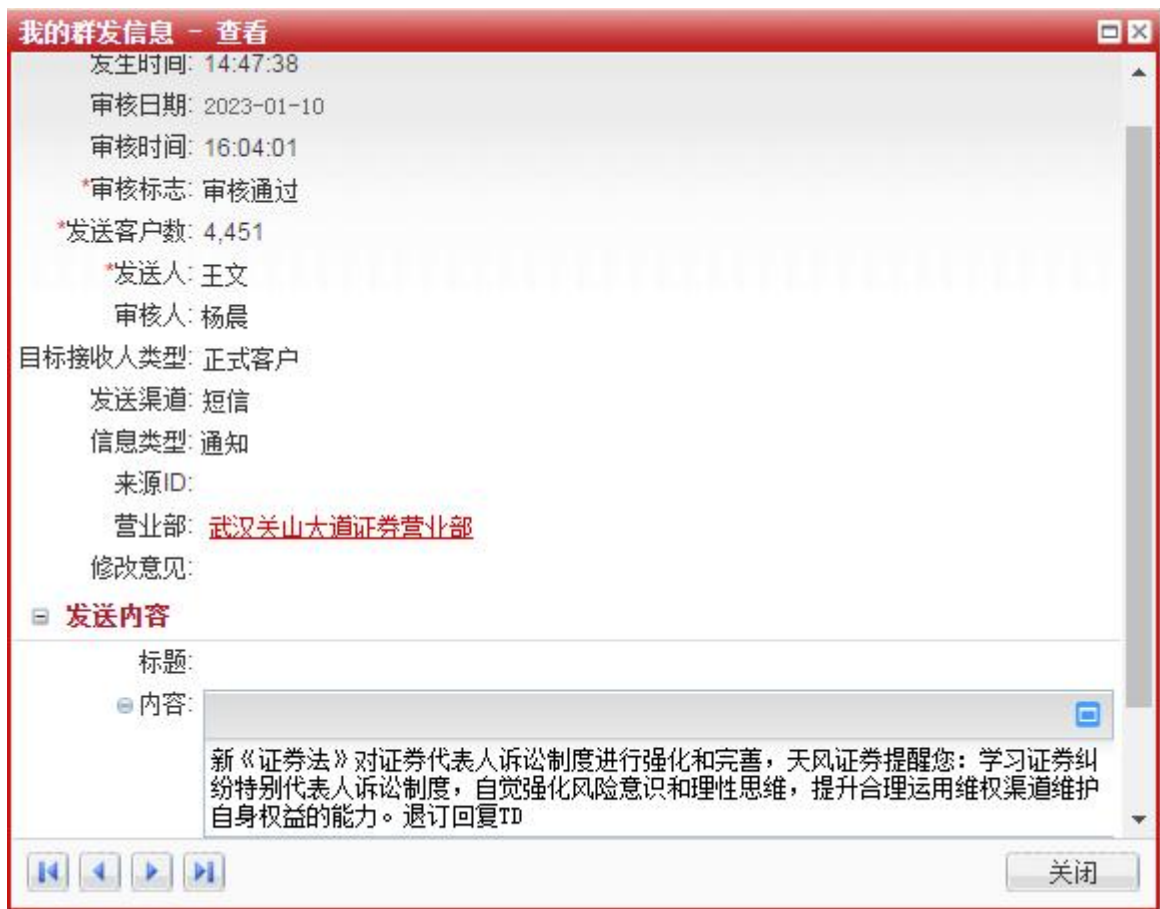 我的群发信息 - 查看
发生时间: 14:47:38
审核日期: 2023-01-10
审核时间: 16:04:01
*审核标志: 审核通过
*发送客户数: 4,451
*发送人: 王文
审核人: 杨晨
目标接收人类型: 正式客户
发送渠道: 短信
信息类型: 通知
来源ID:
营业部: 武汉关山大道证券营业部
修改意见:
发送内容
标题:
内容:
新《证券法》对证券代表人诉讼制度进行强化和完善，天风证券提醒您：学习证券纠
纷特别代表人诉讼制度，自觉强化风险意识和理性思维，提升合理运用维权渠道维护
自身权益的能力。退订回复TD
关闭